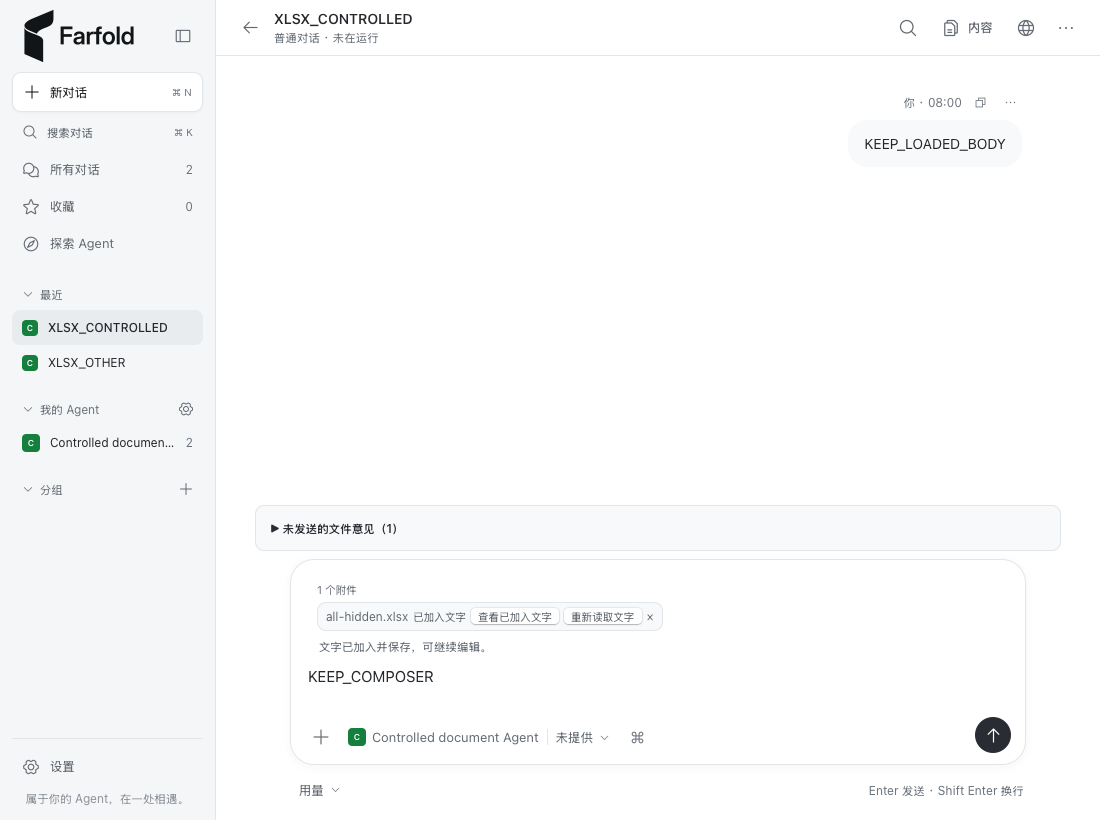 Farfold
新对话 ⌘ N
搜索对话 ⌘ K
所有对话 2
收藏 0
探索 Agent
最近
C XLSX_CONTROLLED
C XLSX_OTHER
我的 Agent
C Controlled documen... 2
分组
设置
属于你的 Agent，在一处相遇。
XLSX_CONTROLLED
普通对话 · 未在运行
内容
你 · 08:00
KEEP_LOADED_BODY
未发送的文件意见（1）
1 个附件
all-hidden.xlsx 已加入文字 查看已加入文字 重新读取文字 ×
文字已加入并保存，可继续编辑。
KEEP_COMPOSER
C Controlled document Agent 未提供 ⌘
用量
Enter 发送 · Shift Enter 换行